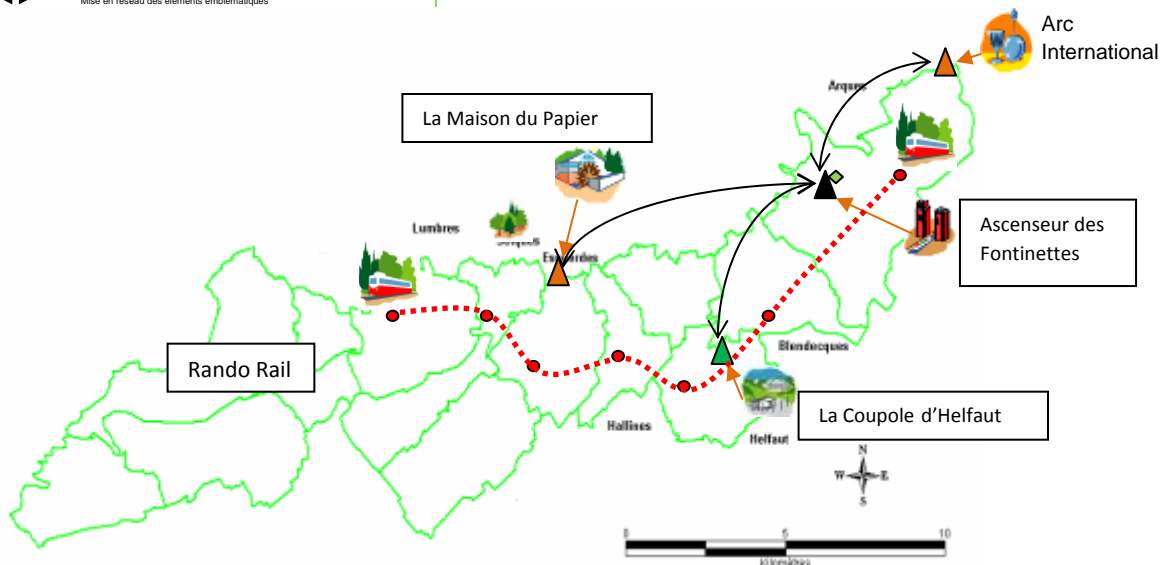 Mise en réseau des éléments emblématiques
Arc
International
Arques
La Maison du Papier
Lumbres
Ascenseur des
Fontinettes
Rando Rail
Blendecques
La Coupole d'Helfaut
Hallines
Helfaut
N
W E
S
0 5 10
kilomètres